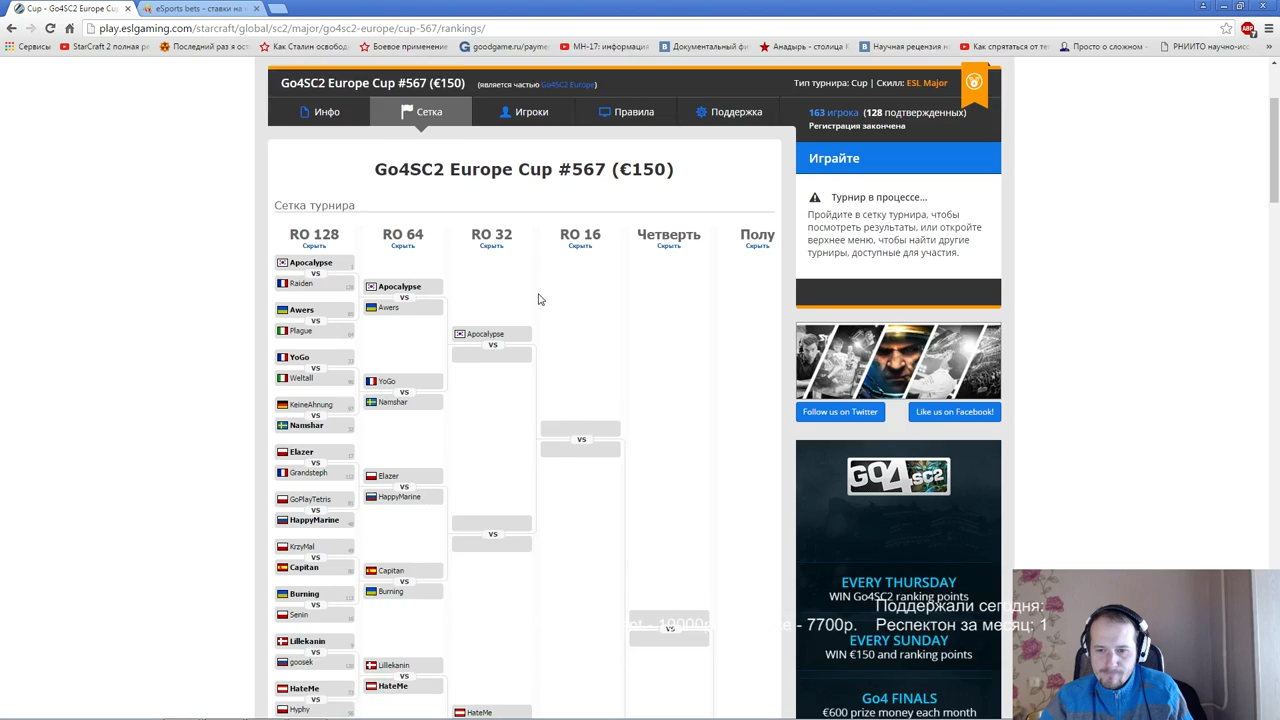 Cup - Go4SC2 Europe Cup
eSports bets - ставки на
play.eslgaming.com/starcraft/global/sc2/major/go4sc2-europe/cup-567/rankings/
Сервисы
StarCraft 2 полная ре
Последний раз я ост
Как Сталин освобод
Боевое применение
goodgame.ru/payme
МН-17: информация
Документальный фи
Анадырь - столица
Научная рецензия н
Как спрятаться от те
Просто о сложном -
РНИИТО научно-исс
Go4SC2 Europe Cup #567 (€150)
(является частью Go4SC2 Europe)
Тип турнира: Cup | Скилл: ESL Major
Инфо
Сетка
Игроки
Правила
Поддержка
163 игрока (128 подтвержденных)
Регистрация закончена
Играйте
Go4SC2 Europe Cup #567 (€150)
Турнир в процессе...
Пройдите в сетку турнира, чтобы
посмотреть результаты, или откройте
верхнее меню, чтобы найти другие
турниры, доступные для участия.
Сетка турнира
RO 128
RO 64
RO 32
RO 16
Четверть
Полу
Скрыть
Скрыть
Скрыть
Скрыть
Скрыть
Скрыть
Apocalypse
VS
Raiden
Awers
VS
Plague
YoGo
VS
Weltall
KeineAhnung
VS
Namshar
Elazer
VS
Grandsteph
GoPlayTetris
VS
HappyMarine
KrzyMal
VS
Capitan
Burning
VS
Senin
Lillekanin
VS
goosek
HateMe
VS
Hyphy
Apocalypse
VS
Awers
YoGo
VS
Namshar
Elazer
VS
HappyMarine
Capitan
VS
Burning
Lillekanin
VS
HateMe
Apocalypse
VS
VS
HateMe
VS
VS
Follow us on Twitter
Like us on Facebook!
GO4
SC2
EVERY THURSDAY
WIN Go4SC2 ranking points
EVERY SUNDAY
WIN €150 and ranking points
Go4 FINALS
€600 prize money each month
Поддержали сегодня:
- 7700р.
Респектон за месяц: 1